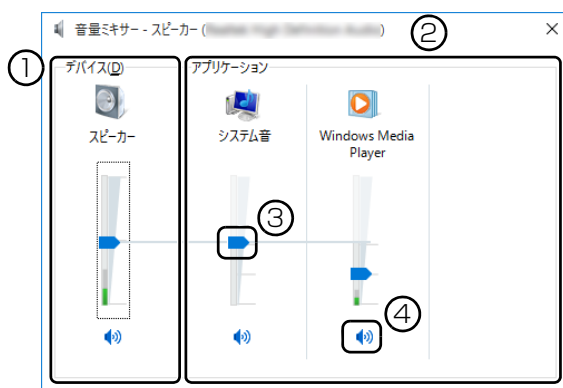 音量ミキサー - スピーカー ( )
②
①
デバイス(D)
アプリケーション
スピーカー
システム音
Windows Media
Player
③
④